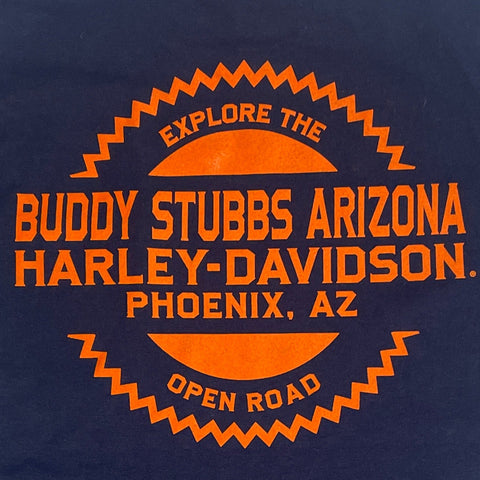 EXPLORE THE
BUDDY STUBBS ARIZONA
HARLEY-DAVIDSON.
PHOENIX, AZ
OPEN ROAD